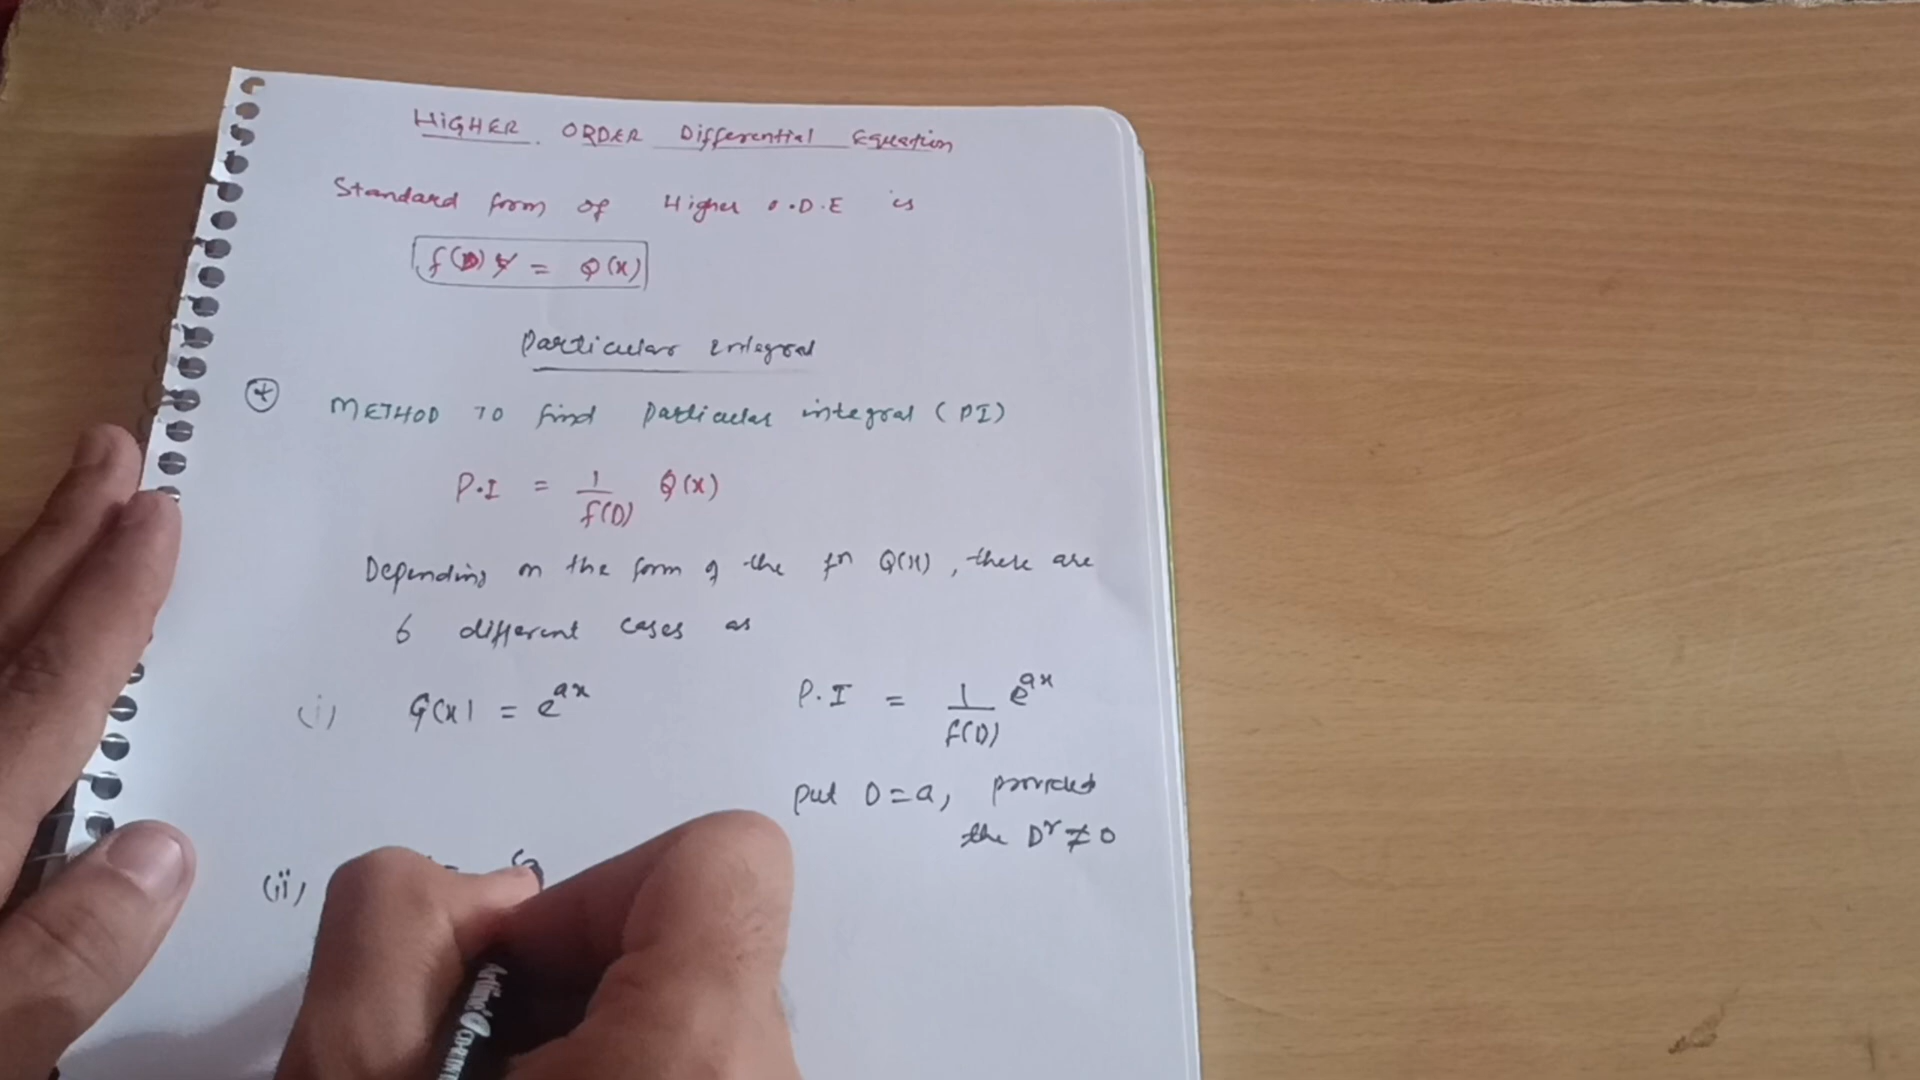 HIGHER ORDER Differential Equation
Standard form of Higher O.D.E is
f(D) y = Q(x)
Particular Integral
* METHOD TO find Particular integral (PI)
P.I = 1/f(D) Q(x)
Depending on the form of the fn Q(x), there are
6 different cases as
(i) Q(x) = e^ax
P.I = 1/f(D) e^ax
put D=a, provided
the Dr ≠ 0
(ii)
Artline